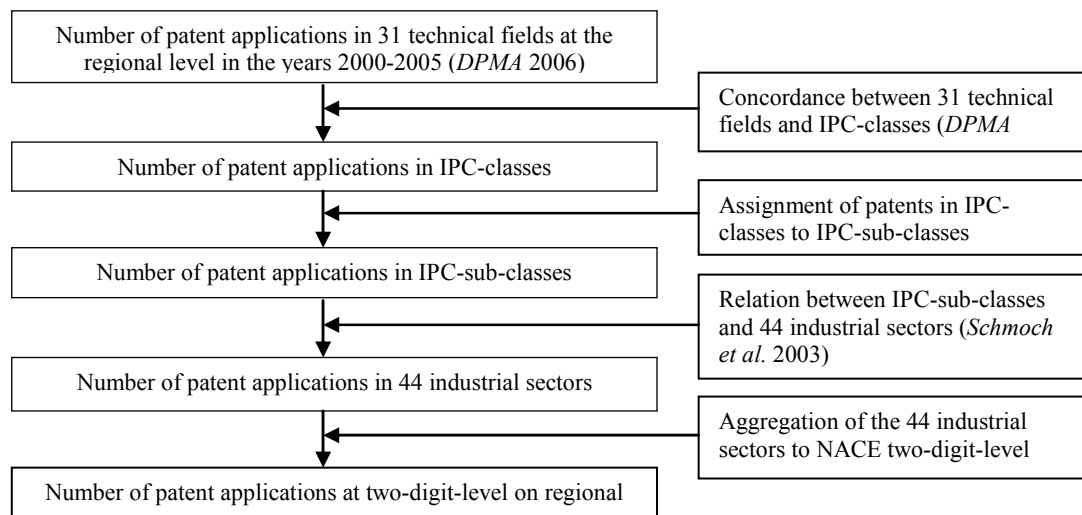 Number of patent applications in 31 technical fields at the
regional level in the years 2000-2005 (DPMA 2006)
Concordance between 31 technical
fields and IPC-classes (DPMA
Number of patent applications in IPC-classes
Assignment of patents in IPC-
classes to IPC-sub-classes
Number of patent applications in IPC-sub-classes
Relation between IPC-sub-classes
and 44 industrial sectors (Schmoch
et al. 2003)
Number of patent applications in 44 industrial sectors
Aggregation of the 44 industrial
sectors to NACE two-digit-level
Number of patent applications at two-digit-level on regional